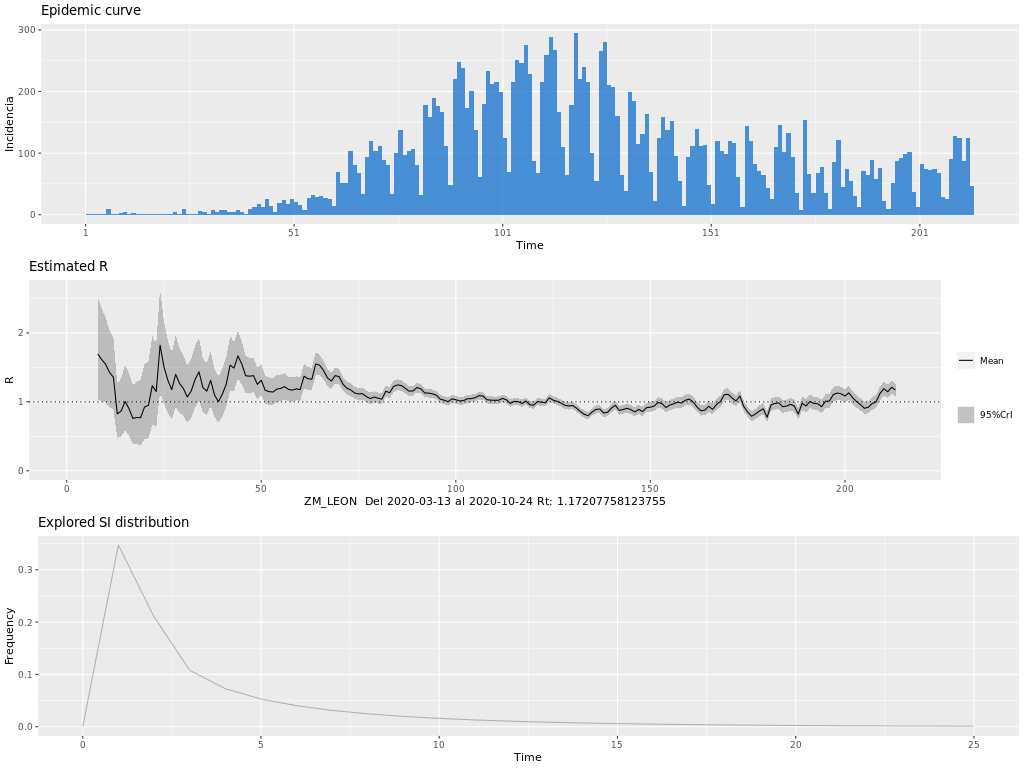 Epidemic curve
300
200
100
0
Incidencia
1 51 101 151 201
Time
Estimated R
2
1
0
R
0 50 100 150 200
Mean
95%CrI
ZM_LEON Del 2020-03-13 al 2020-10-24 Rt: 1.17207758123755
Explored SI distribution
0.3
0.2
0.1
0.0
Frequency
0 5 10 15 20 25
Time